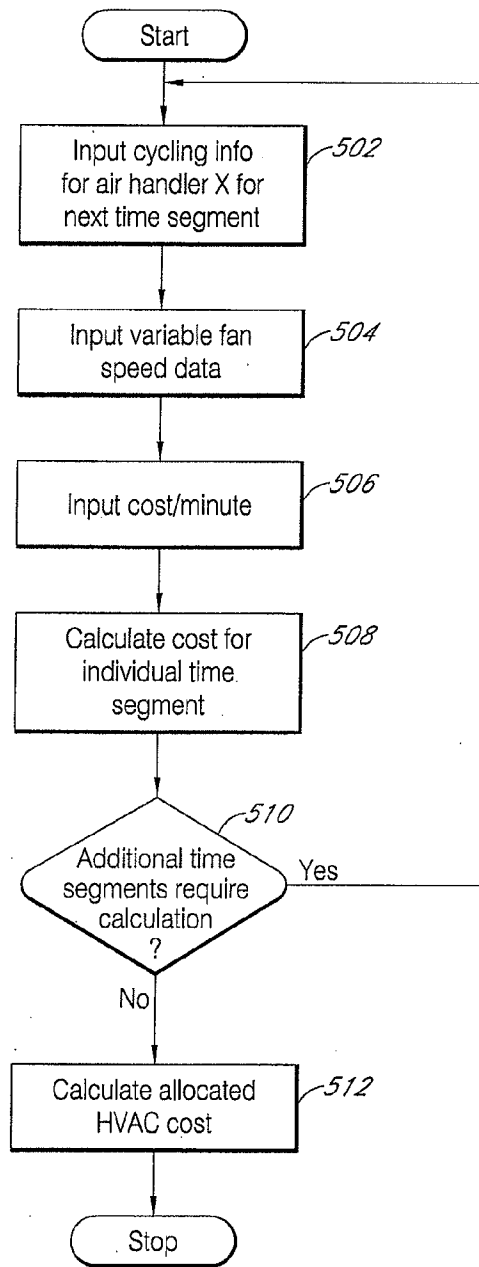 Start
Input cycling info
for air handler X for
next time segment
502
Input variable fan
speed data
504
Input cost/minute
506
Calculate cost for
individual time
segment
508
510
Additional time
segments require
calculation
?
Yes
No
Calculate allocated
HVAC cost
512
Stop